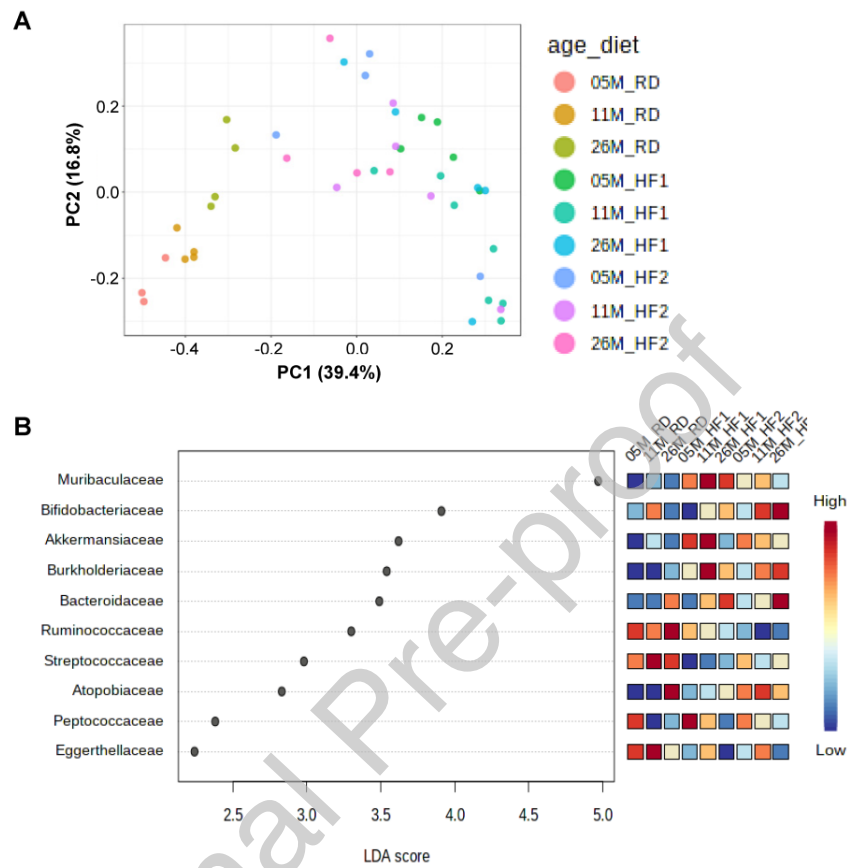 A
age_diet
0.2
0.0
-0.2
PC2 (16.8%)
-0.4
-0.2
0.0
0.2
PC1 (39.4%)
05M_RD
11M_RD
26M_RD
05M_HF1
11M_HF1
26M_HF1
05M_HF2
11M_HF2
26M_HF2
B
05M_RD
11M_RD
26M_RD
05M_HF1
11M_HF1
26M_HF1
05M_HF2
11M_HF2
26M_HF
Muribaculaceae
Bifidobacteriaceae
Akkermansiaceae
Burkholderiaceae
Bacteroidaceae
Ruminococcaceae
Streptococcaceae
Atopobiaceae
Peptococcaceae
Eggerthellaceae
2.5 3.0 3.5 4.0 4.5 5.0
LDA score
High
Low
nal Pre-proof